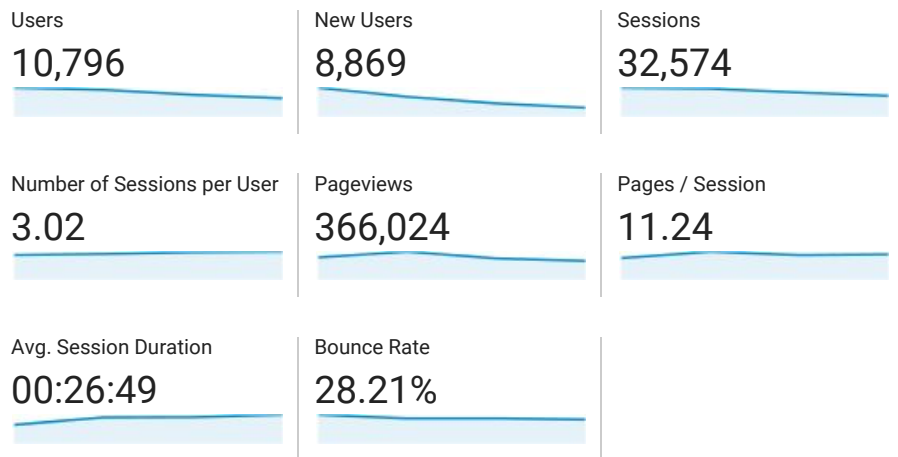 Users
10,796
New Users
8,869
Sessions
32,574
Number of Sessions per User
3.02
Pageviews
366,024
Pages / Session
11.24
Avg. Session Duration
00:26:49
Bounce Rate
28.21%